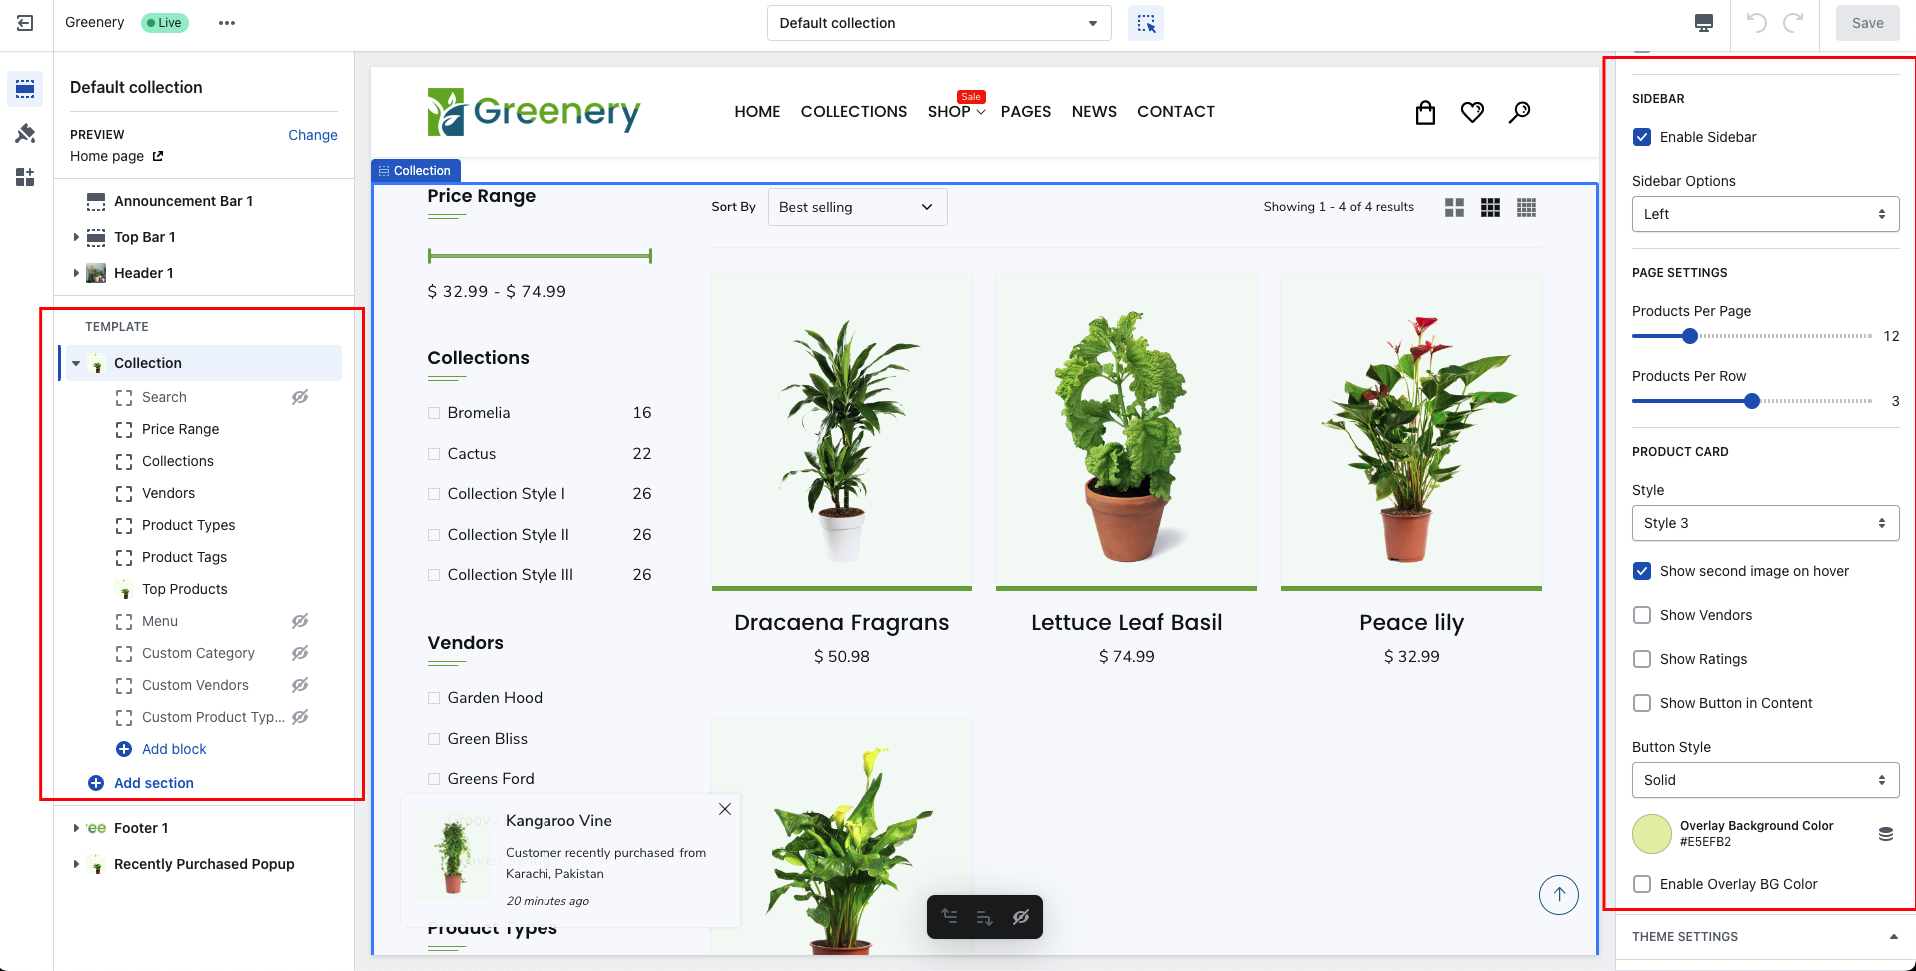 Greenery
Live
Default collection
Save
Default collection
PREVIEW
Change
Home page
Announcement Bar 1
Top Bar 1
Header 1
TEMPLATE
Collection
Search
Price Range
Collections
Vendors
Product Types
Product Tags
Top Products
Menu
Custom Category
Custom Vendors
Custom Product Typ...
Add block
Add section
ee
Footer 1
Recently Purchased Popup
Greenery
HOME
COLLECTIONS
SHOP
Sale
PAGES
NEWS
CONTACT
Collection
Price Range
$ 32.99 - $ 74.99
Collections
Bromelia 16
Cactus 22
Collection Style I 26
Collection Style II 26
Collection Style III 26
Vendors
Garden Hood
Green Bliss
Greens Ford
Kangaroo Vine
Customer recently purchased from
Karachi, Pakistan
20 minutes ago
Product Types
Sort By
Best selling
Showing 1 - 4 of 4 results
Dracaena Fragrans
$ 50.98
Lettuce Leaf Basil
$ 74.99
Peace lily
$ 32.99
SIDEBAR
Enable Sidebar
Sidebar Options
Left
PAGE SETTINGS
Products Per Page
12
Products Per Row
3
PRODUCT CARD
Style
Style 3
Show second image on hover
Show Vendors
Show Ratings
Show Button in Content
Button Style
Solid
Overlay Background Color
#E5EFB2
Enable Overlay BG Color
THEME SETTINGS